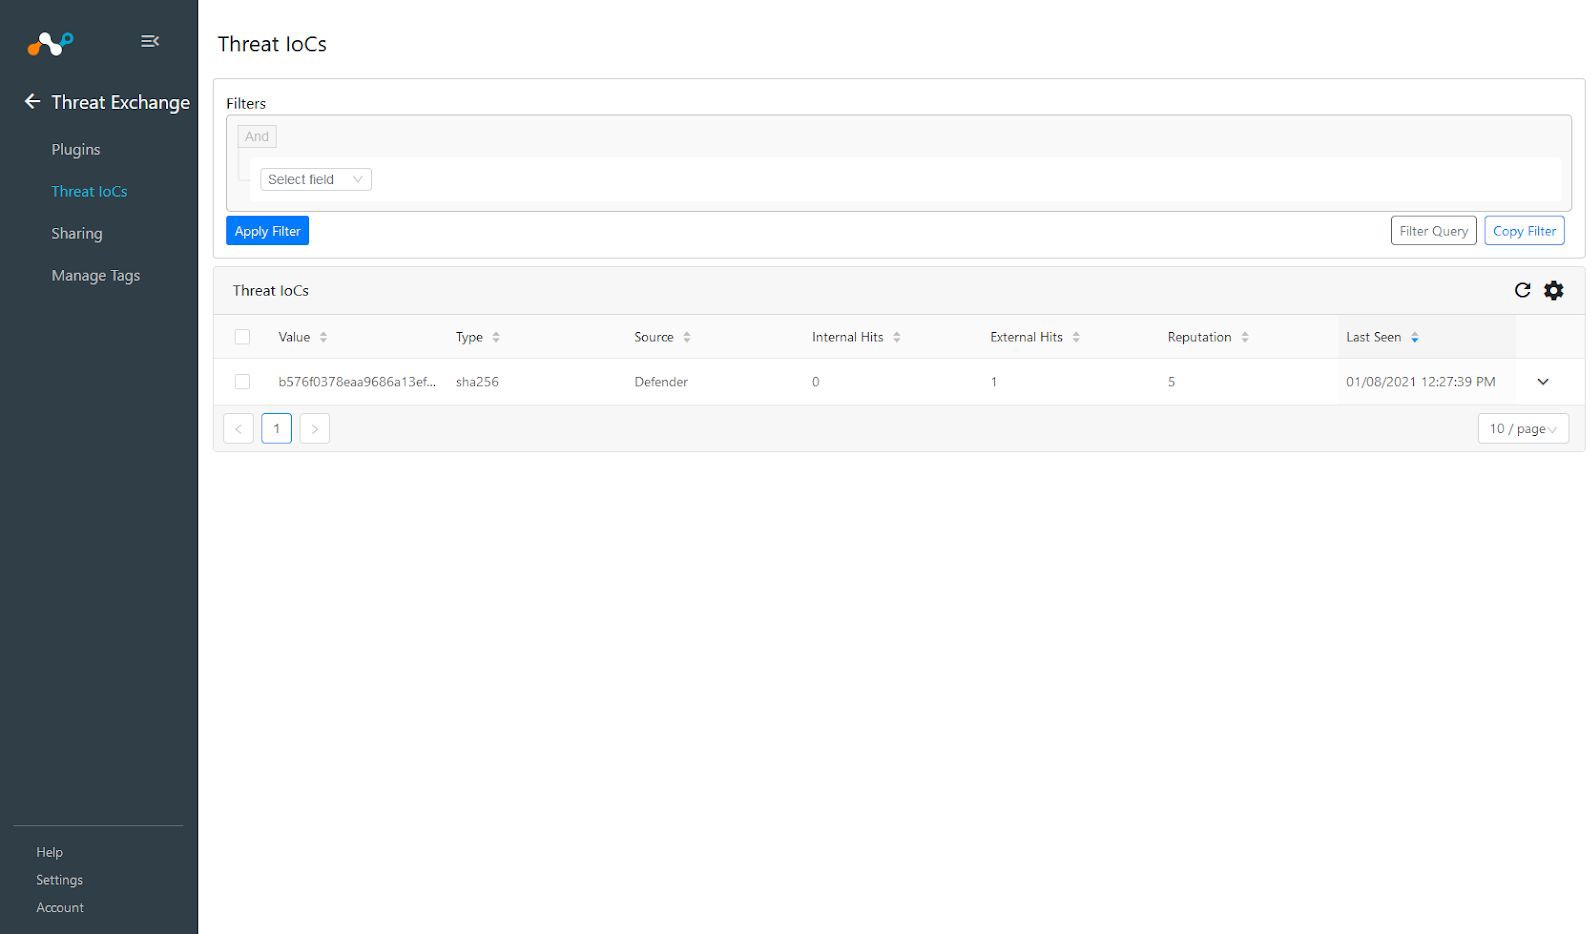 Threat IoCs
Threat Exchange
Plugins
Threat IoCs
Sharing
Manage Tags
Help
Settings
Account
Filters
And
Select field
Apply Filter
Filter Query
Copy Filter
Threat IoCs
Value Type Source Internal Hits External Hits Reputation Last Seen
b576f0378eaa9686a13ef... sha256 Defender 0 1 5 01/08/2021 12:27:39 PM
< 1 > 10 / page